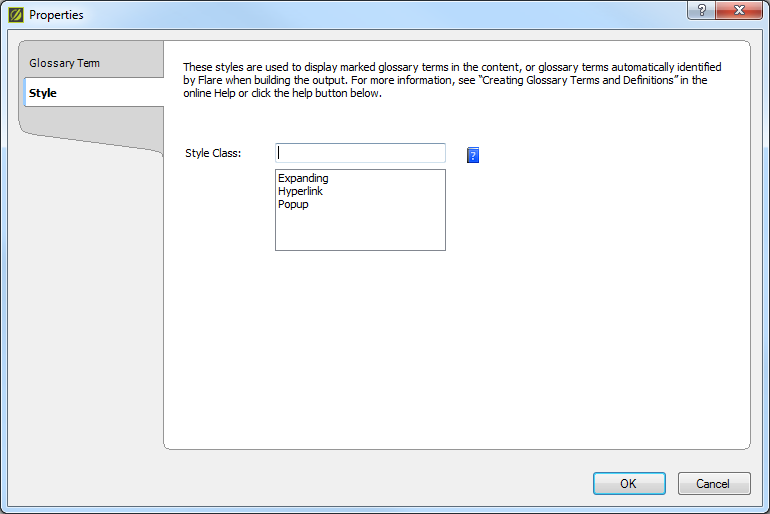 Properties
?
Glossary Term
Style
These styles are used to display marked glossary terms in the content, or glossary terms automatically identified
by Flare when building the output. For more information, see “Creating Glossary Terms and Definitions” in the
online Help or click the help button below.
Style Class:
?
Expanding
Hyperlink
Popup
OK
Cancel